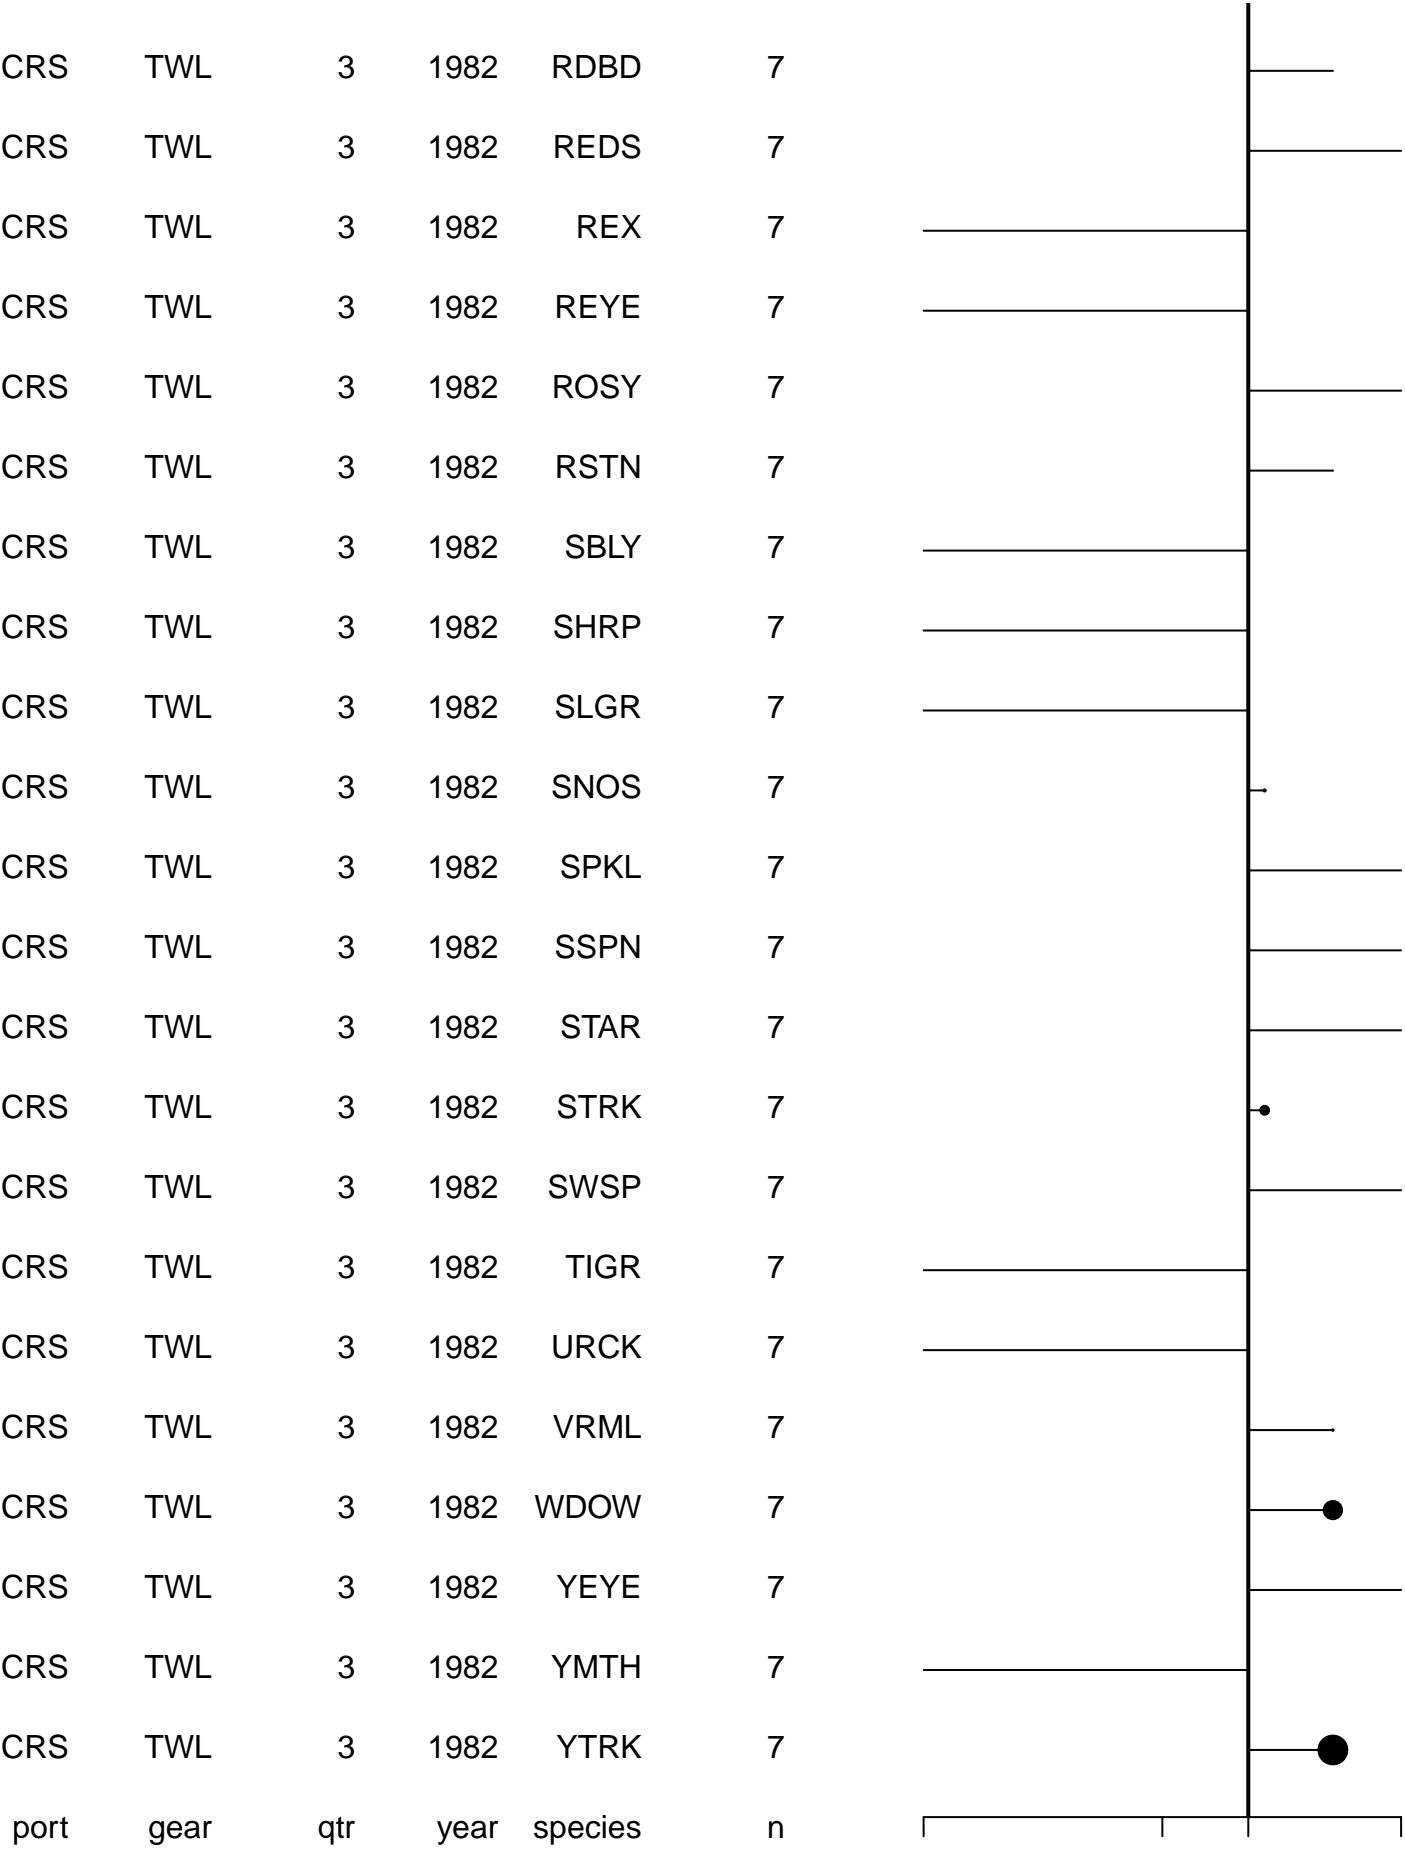 CRS TWL 3 1982 RDBD 7
CRS TWL 3 1982 REDS 7
CRS TWL 3 1982 REX 7
CRS TWL 3 1982 REYE 7
CRS TWL 3 1982 ROSY 7
CRS TWL 3 1982 RSTN 7
CRS TWL 3 1982 SBLY 7
CRS TWL 3 1982 SHRP 7
CRS TWL 3 1982 SLGR 7
CRS TWL 3 1982 SNOS 7
CRS TWL 3 1982 SPKL 7
CRS TWL 3 1982 SSPN 7
CRS TWL 3 1982 STAR 7
CRS TWL 3 1982 STRK 7
CRS TWL 3 1982 SWSP 7
CRS TWL 3 1982 TIGR 7
CRS TWL 3 1982 URCK 7
CRS TWL 3 1982 VRML 7
CRS TWL 3 1982 WDOW 7
CRS TWL 3 1982 YEYE 7
CRS TWL 3 1982 YMTH 7
CRS TWL 3 1982 YTRK 7
port gear qtr year species n